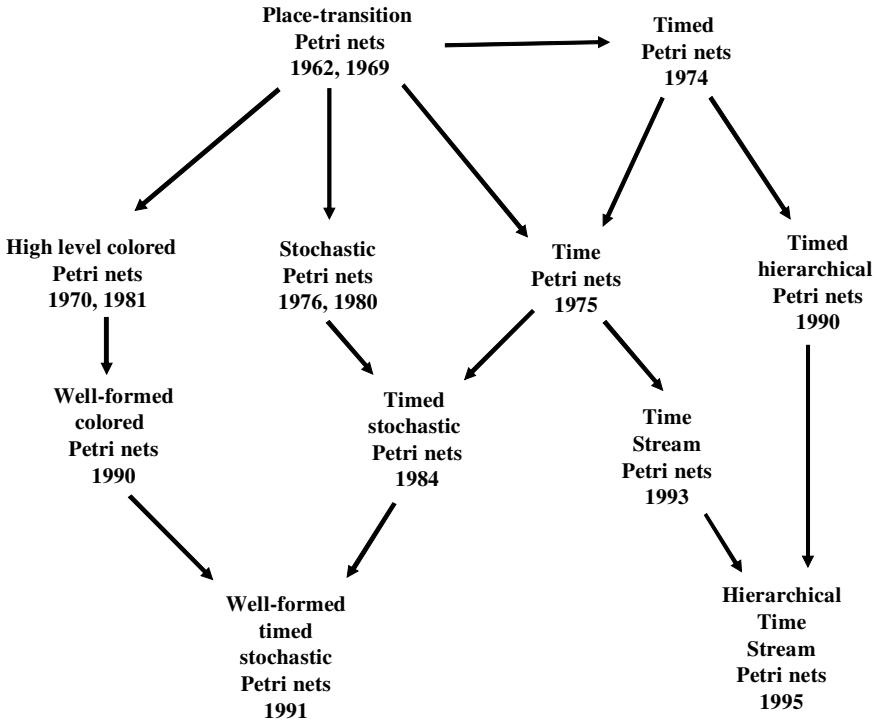 Place-transition
Petri nets
1962, 1969
Timed
Petri nets
1974
High level colored
Petri nets
1970, 1981
Stochastic
Petri nets
1976, 1980
Time
Petri nets
1975
Timed
hierarchical
Petri nets
1990
Well-formed
colored
Petri nets
1990
Timed
stochastic
Petri nets
1984
Time
Stream
Petri nets
1993
Well-formed
timed
stochastic
Petri nets
1991
Hierarchical
Time
Stream
Petri nets
1995